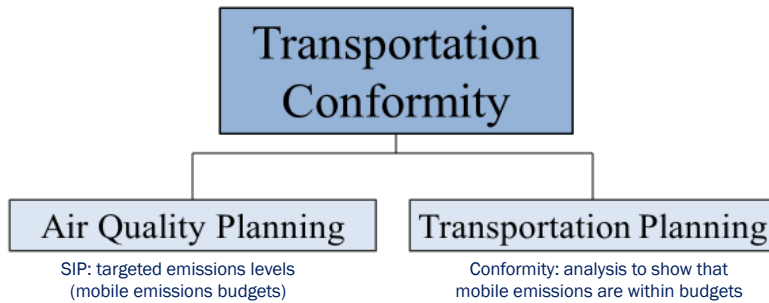 Transportation
Conformity
Air Quality Planning
Transportation Planning
SIP: targeted emissions levels
(mobile emissions budgets)
Conformity: analysis to show that
mobile emissions are within budgets